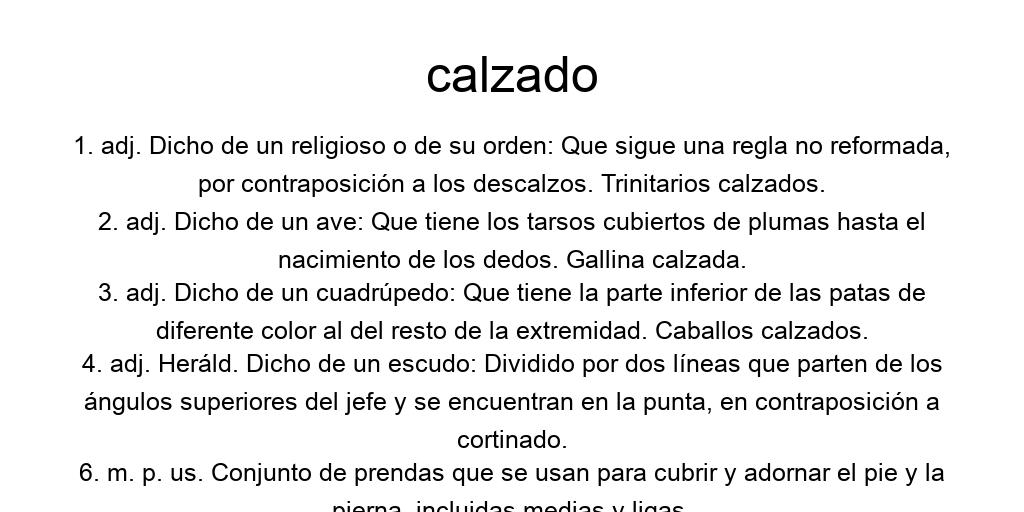 calzado
1. adj. Dicho de un religioso o de su orden: Que sigue una regla no reformada,
por contraposición a los descalzos. Trinitarios calzados.
2. adj. Dicho de un ave: Que tiene los tarsos cubiertos de plumas hasta el
nacimiento de los dedos. Gallina calzada.
3. adj. Dicho de un cuadrúpedo: Que tiene la parte inferior de las patas de
diferente color al del resto de la extremidad. Caballos calzados.
4. adj. Heráld. Dicho de un escudo: Dividido por dos líneas que parten de los
ángulos superiores del jefe y se encuentran en la punta, en contraposición a
cortinado.
6. m. p. us. Conjunto de prendas que se usan para cubrir y adornar el pie y la
pierna, incluidas medias y ligas.